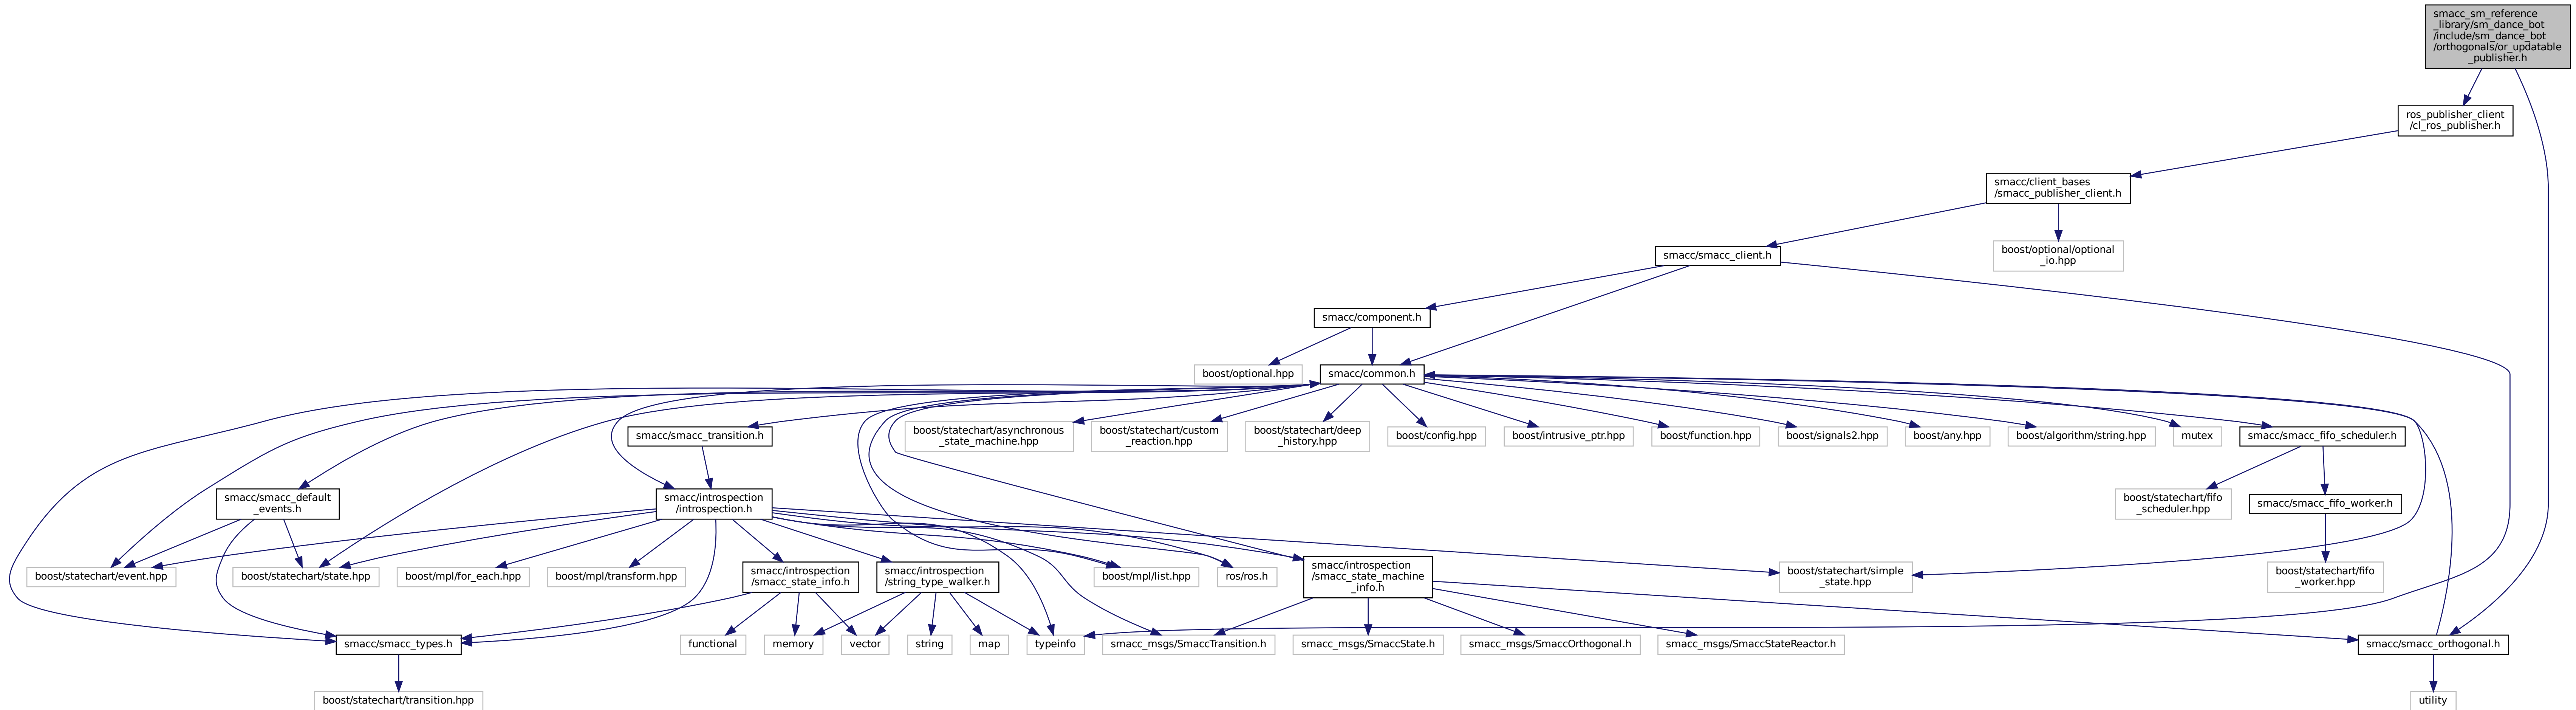 smacc_sm_reference
_library/sm_dance_bot
/include/sm_dance_bot
/orthogonals/or_updatable
_publisher.h
ros_publisher_client
/cl_ros_publisher.h
smacc/client_bases
/smacc_publisher_client.h
smacc/smacc_client.h
boost/optional/optional
_io.hpp
smacc/component.h
boost/optional.hpp
smacc/common.h
smacc/smacc_transition.h
boost/statechart/asynchronous
_state_machine.hpp
boost/statechart/custom
_reaction.hpp
boost/statechart/deep
_history.hpp
boost/config.hpp
boost/intrusive_ptr.hpp
boost/function.hpp
boost/signals2.hpp
boost/any.hpp
boost/algorithm/string.hpp
mutex
smacc/smacc_fifo_scheduler.h
smacc/smacc_default
_events.h
smacc/introspection
/introspection.h
boost/statechart/fifo
_scheduler.hpp
smacc/smacc_fifo_worker.h
boost/statechart/event.hpp
boost/statechart/state.hpp
boost/mpl/for_each.hpp
boost/mpl/transform.hpp
smacc/introspection
/smacc_state_info.h
smacc/introspection
/string_type_walker.h
boost/mpl/list.hpp
ros/ros.h
smacc/introspection
/smacc_state_machine
_info.h
boost/statechart/simple
_state.hpp
boost/statechart/fifo
_worker.hpp
smacc/smacc_types.h
functional
memory
vector
string
map
typeinfo
smacc_msgs/SmaccTransition.h
smacc_msgs/SmaccState.h
smacc_msgs/SmaccOrthogonal.h
smacc_msgs/SmaccStateReactor.h
smacc/smacc_orthogonal.h
boost/statechart/transition.hpp
utility